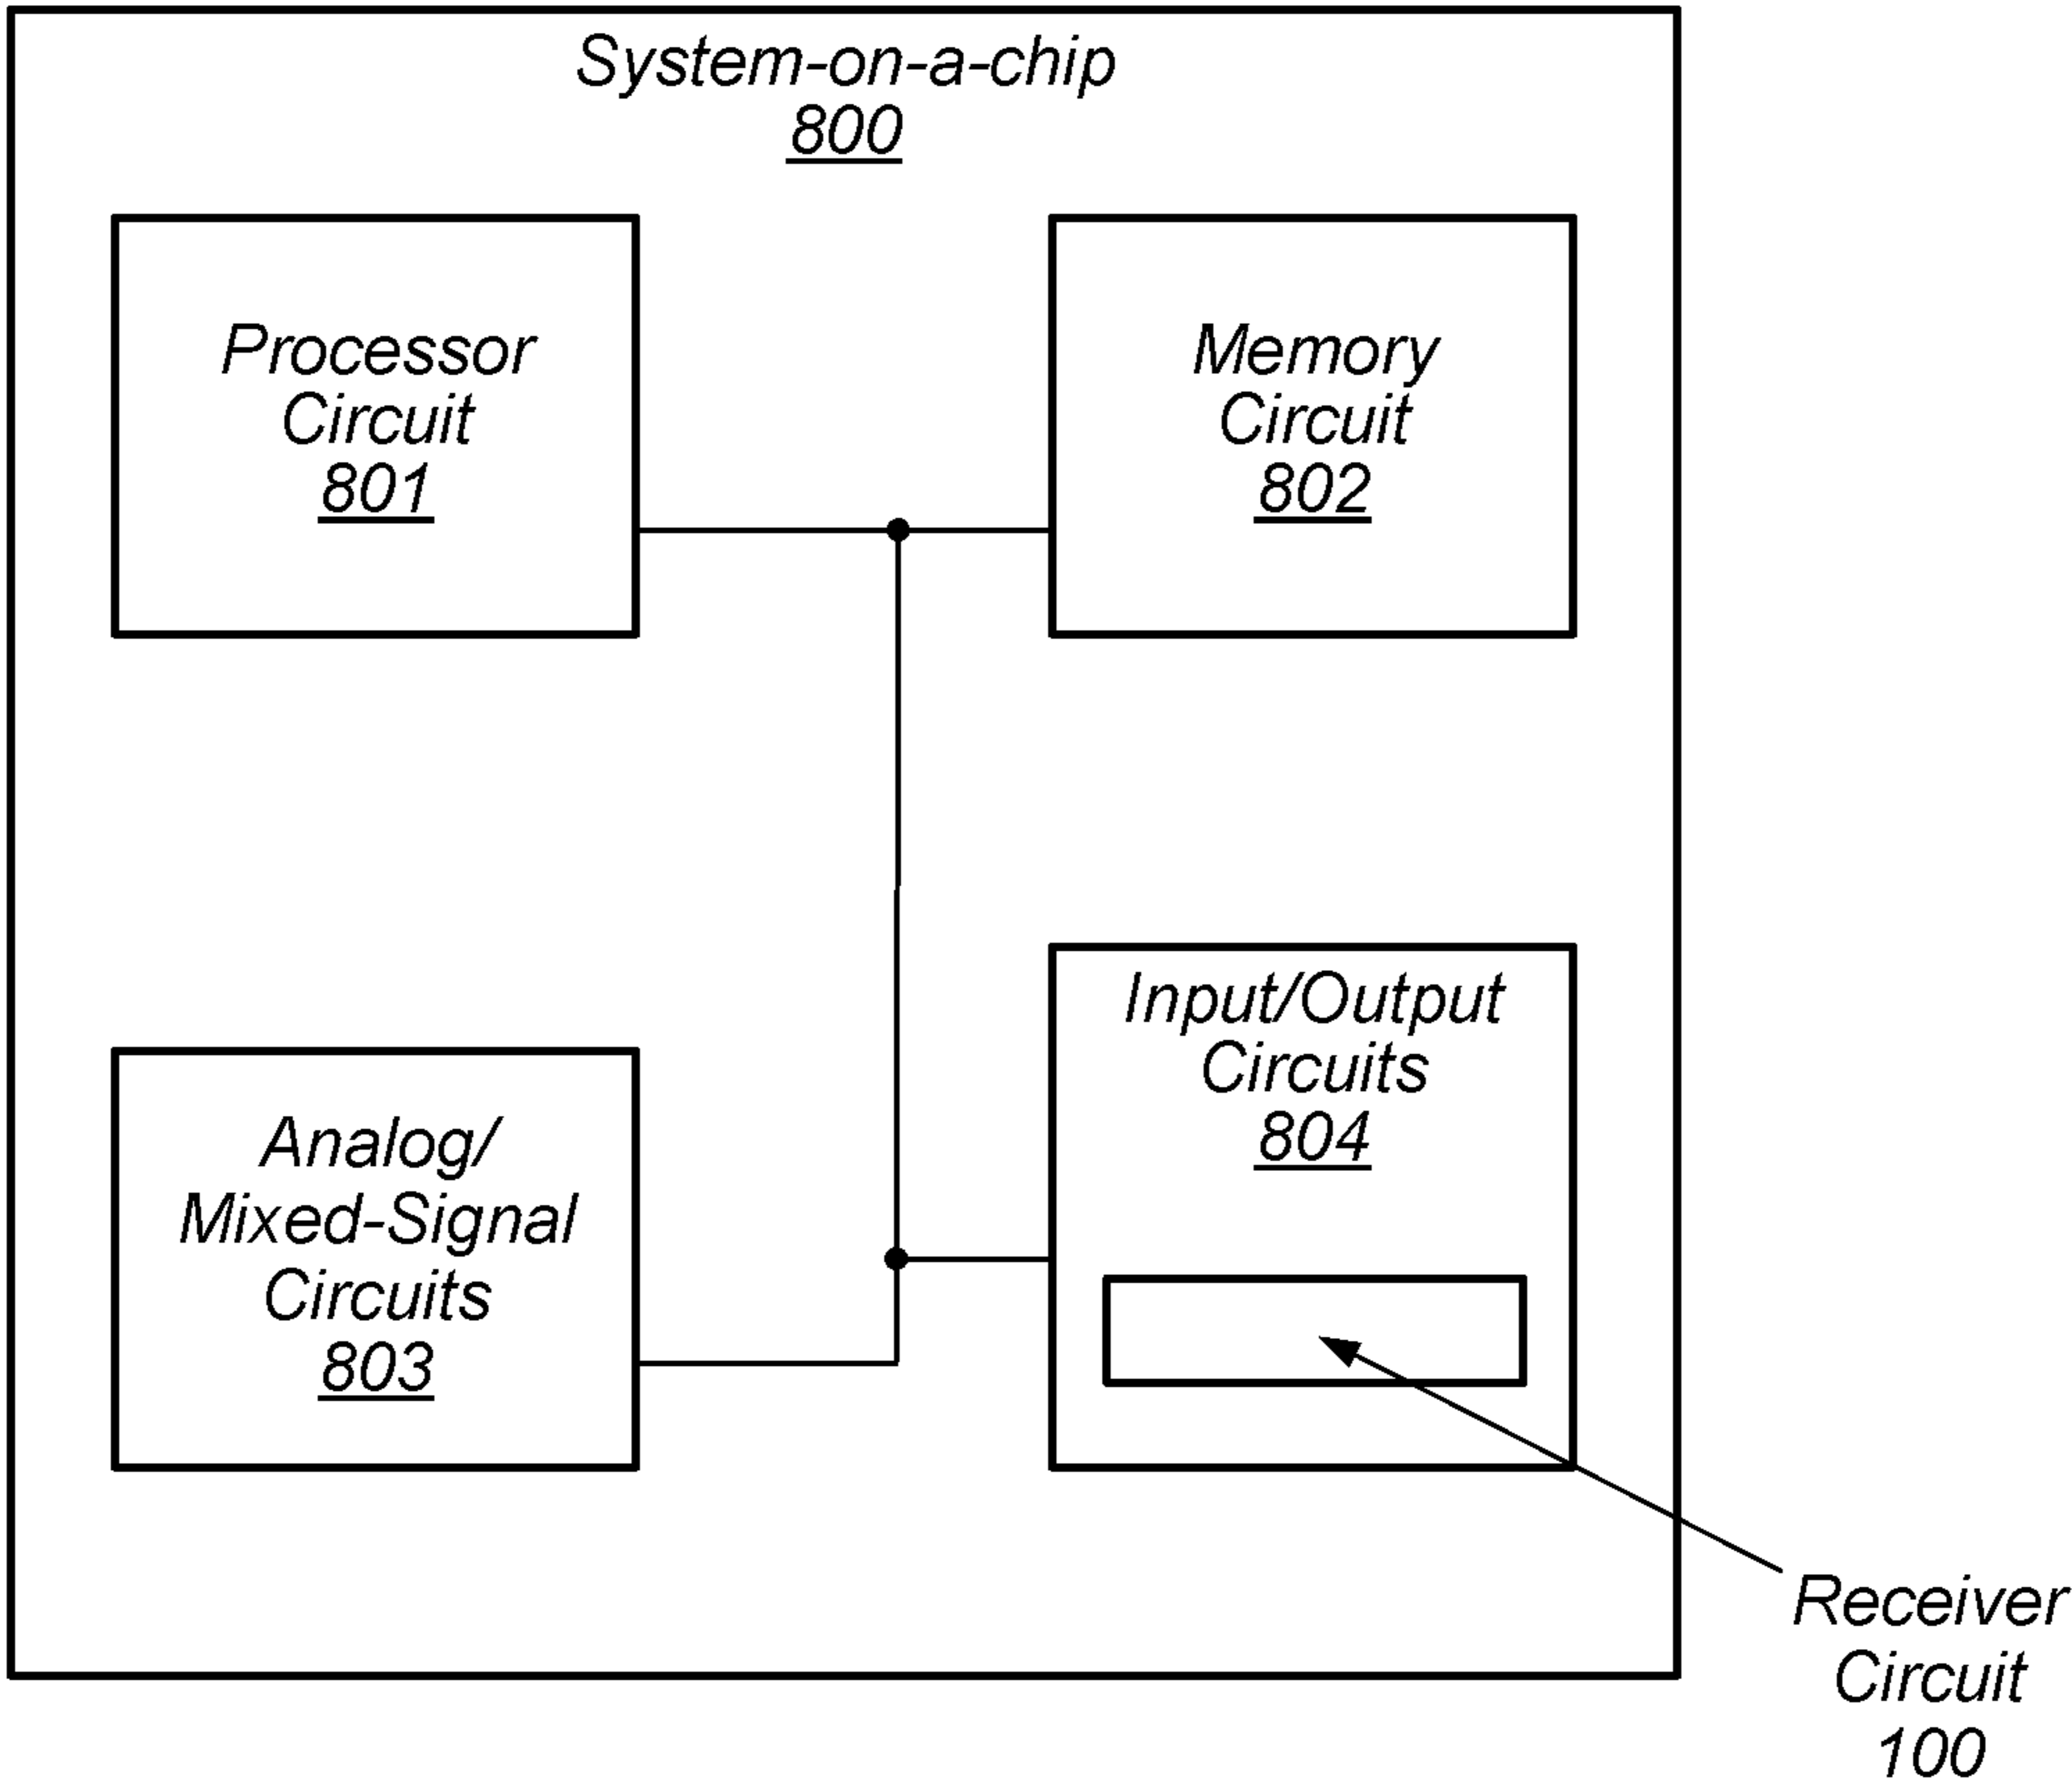 System-on-a-chip
800
Processor
Circuit
801
Memory
Circuit
802
Analog/
Mixed-Signal
Circuits
803
Input/Output
Circuits
804
Receiver
Circuit
100